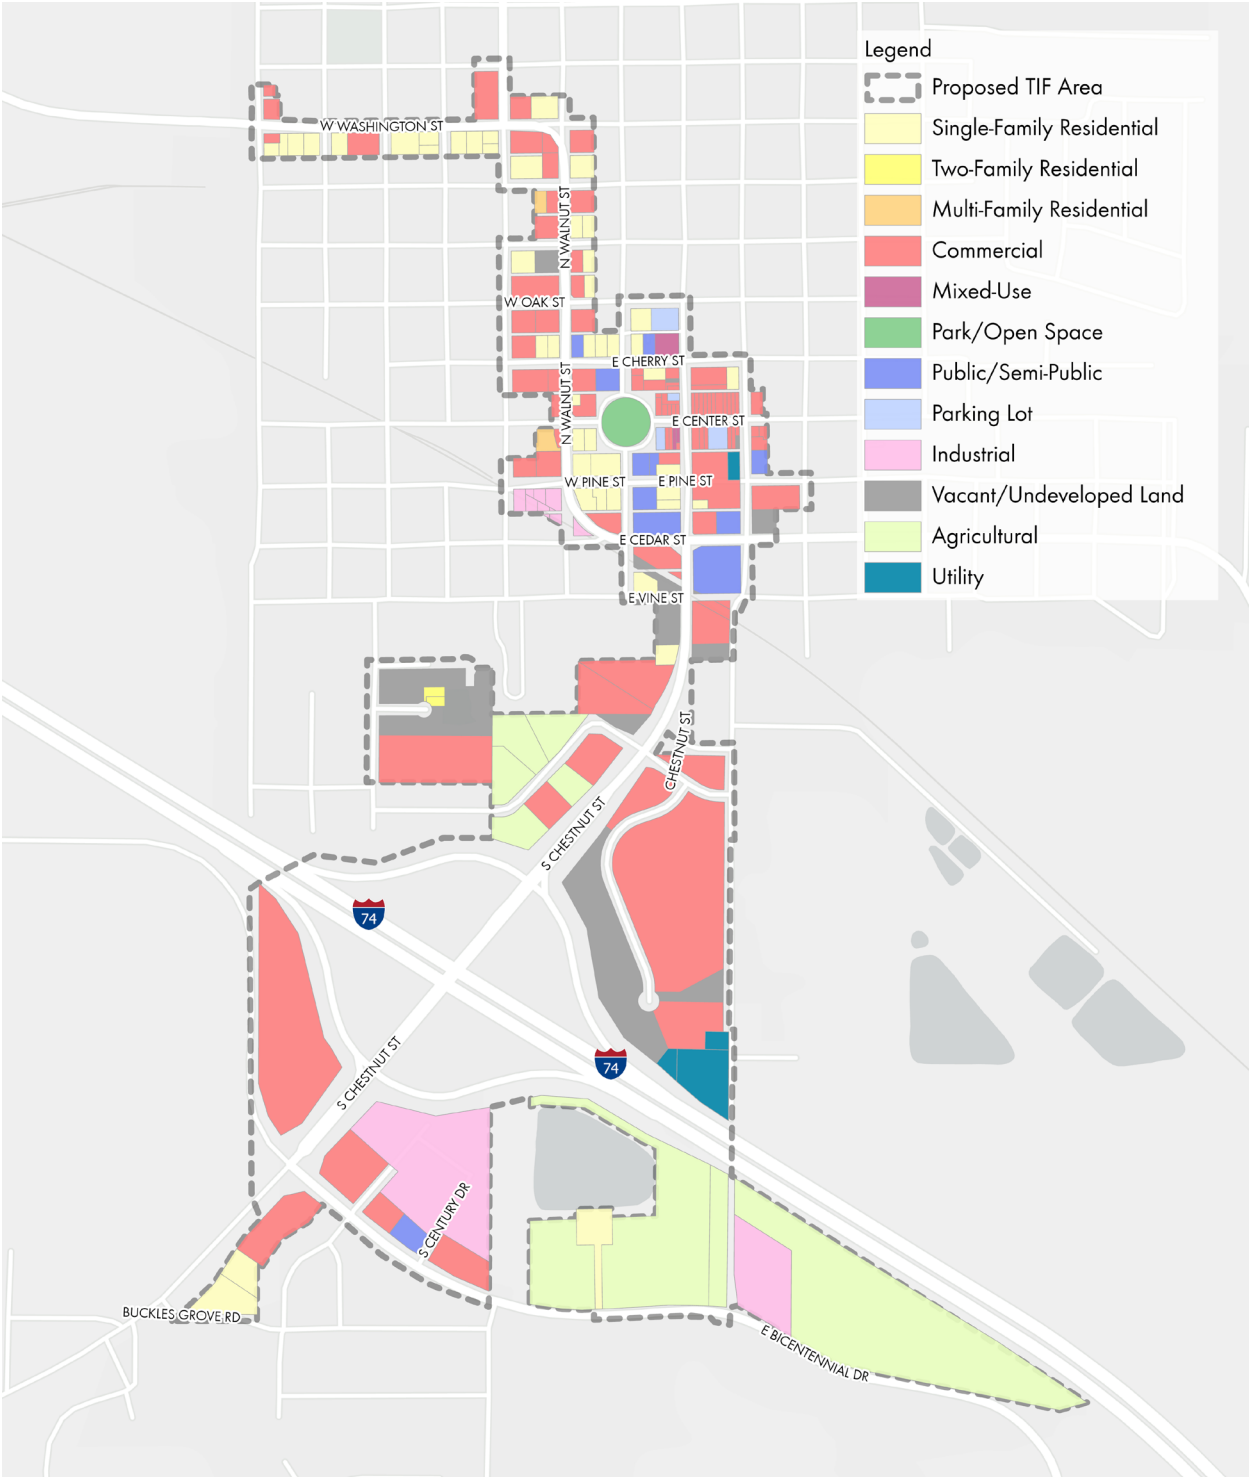 Legend
Proposed TIF Area
Single-Family Residential
Two-Family Residential
Multi-Family Residential
Commercial
Mixed-Use
Park/Open Space
Public/Semi-Public
Parking Lot
Industrial
Vacant/Undeveloped Land
Agricultural
Utility
W WASHINGTON ST
N WALNUT ST
W OAK ST
E CHERRY ST
N WALNUT ST
E CENTER ST
W PINE ST
E PINE ST
E CEDAR ST
E VINE ST
CHESTNUT ST
S CHESTNUT ST
74
74
S CHESTNUT ST
S CENTURY DR
BUCKLES GROVE RD
E BICENTENNIAL DR